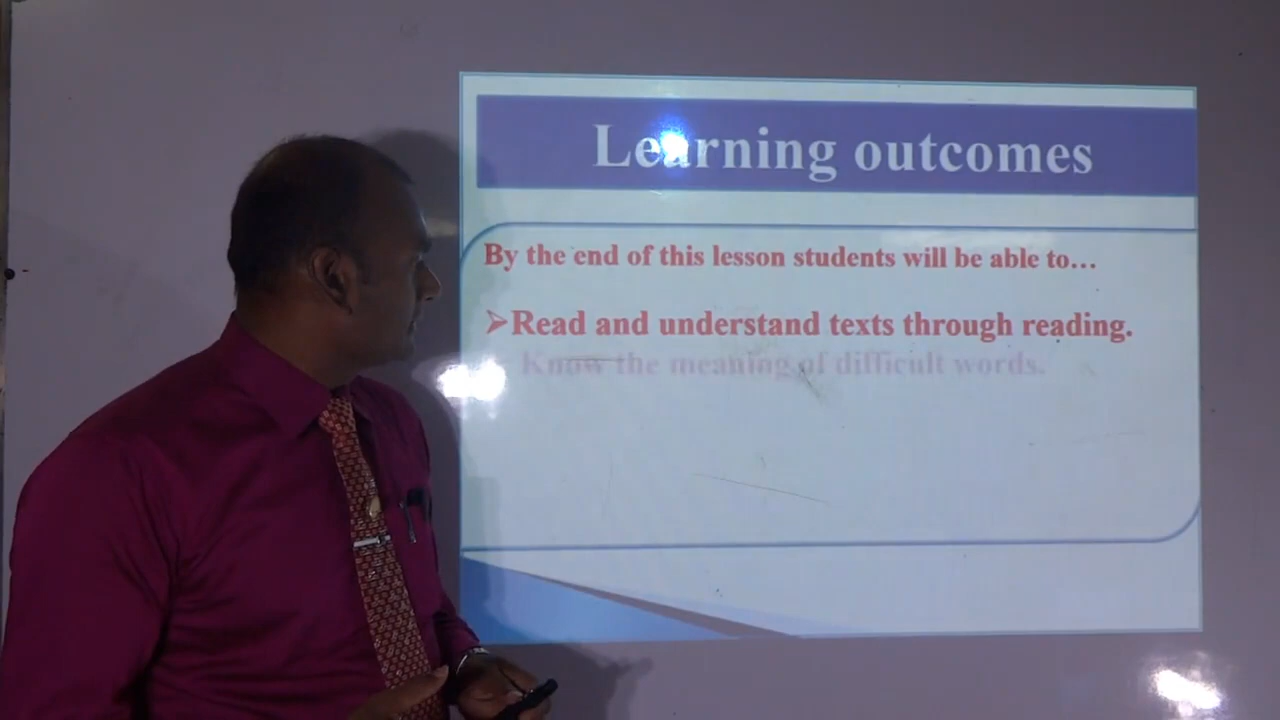 Learning outcomes
By the end of this lesson students will be able to…
➢Read and understand texts through reading.
Know the meaning of difficult words.